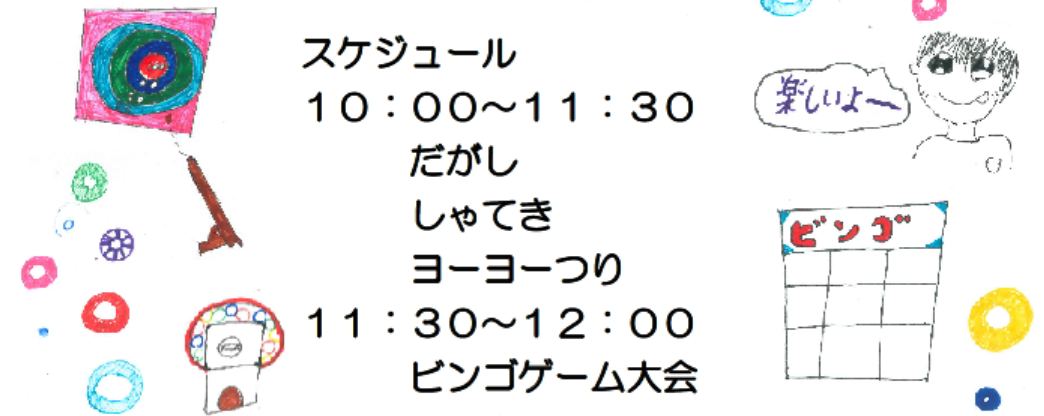 スケジュール
10：00～11：30
だがし
しゃてき
ヨーヨーつり
11：30～12：00
ビンゴゲーム大会
楽しいよ～
ビンゴ